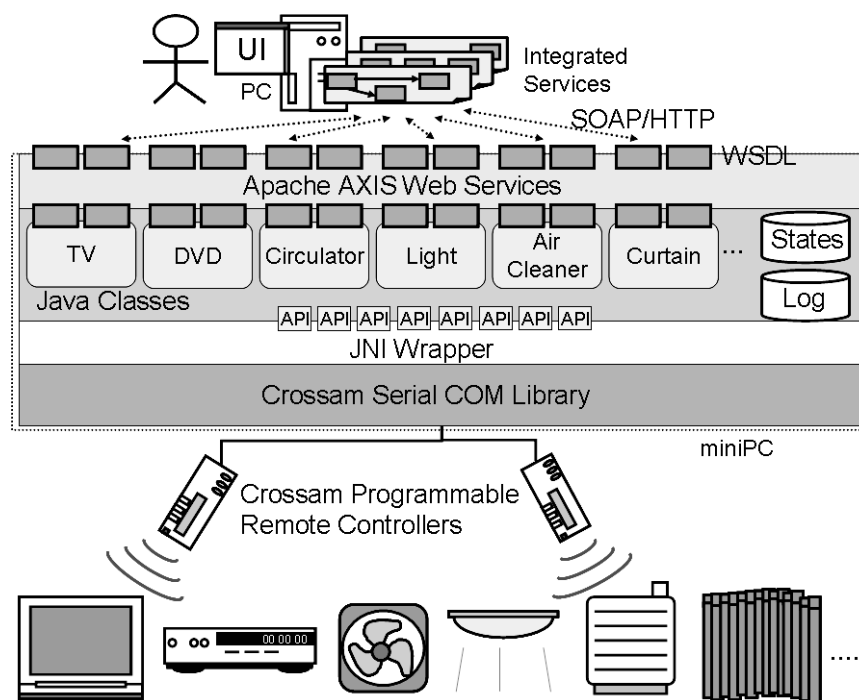 UI
PC
Integrated
Services
SOAP/HTTP
WSDL
Apache AXIS Web Services
TV
DVD
Circulator
Light
Air
Cleaner
Curtain
...
States
Log
Java Classes
API API API API API API API API
JNI Wrapper
Crossam Serial COM Library
miniPC
Crossam Programmable
Remote Controllers
00 00 00
....